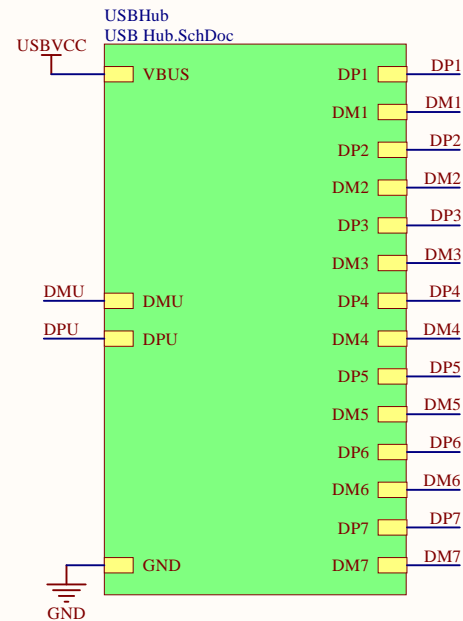 USBHub
USB Hub.SchDoc
USBVCC
VBUS
DP1
DP1
DM1
DM1
DP2
DP2
DM2
DM2
DP3
DP3
DM3
DM3
DMU
DMU
DP4
DP4
DPU
DPU
DM4
DM4
DP5
DP5
DM5
DM5
DP6
DP6
DM6
DM6
DP7
DP7
GND
DM7
DM7
GND